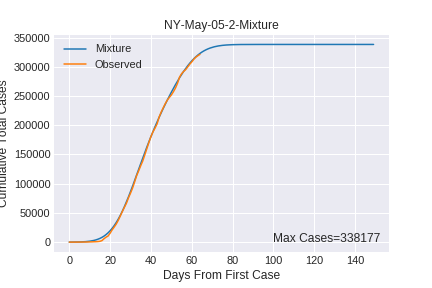 NY-May-05-2-Mixture
350000
300000
250000
200000
150000
100000
50000
0
Cumulative Total Cases
Mixture
Observed
Max Cases=338177
0 20 40 60 80 100 120 140
Days From First Case